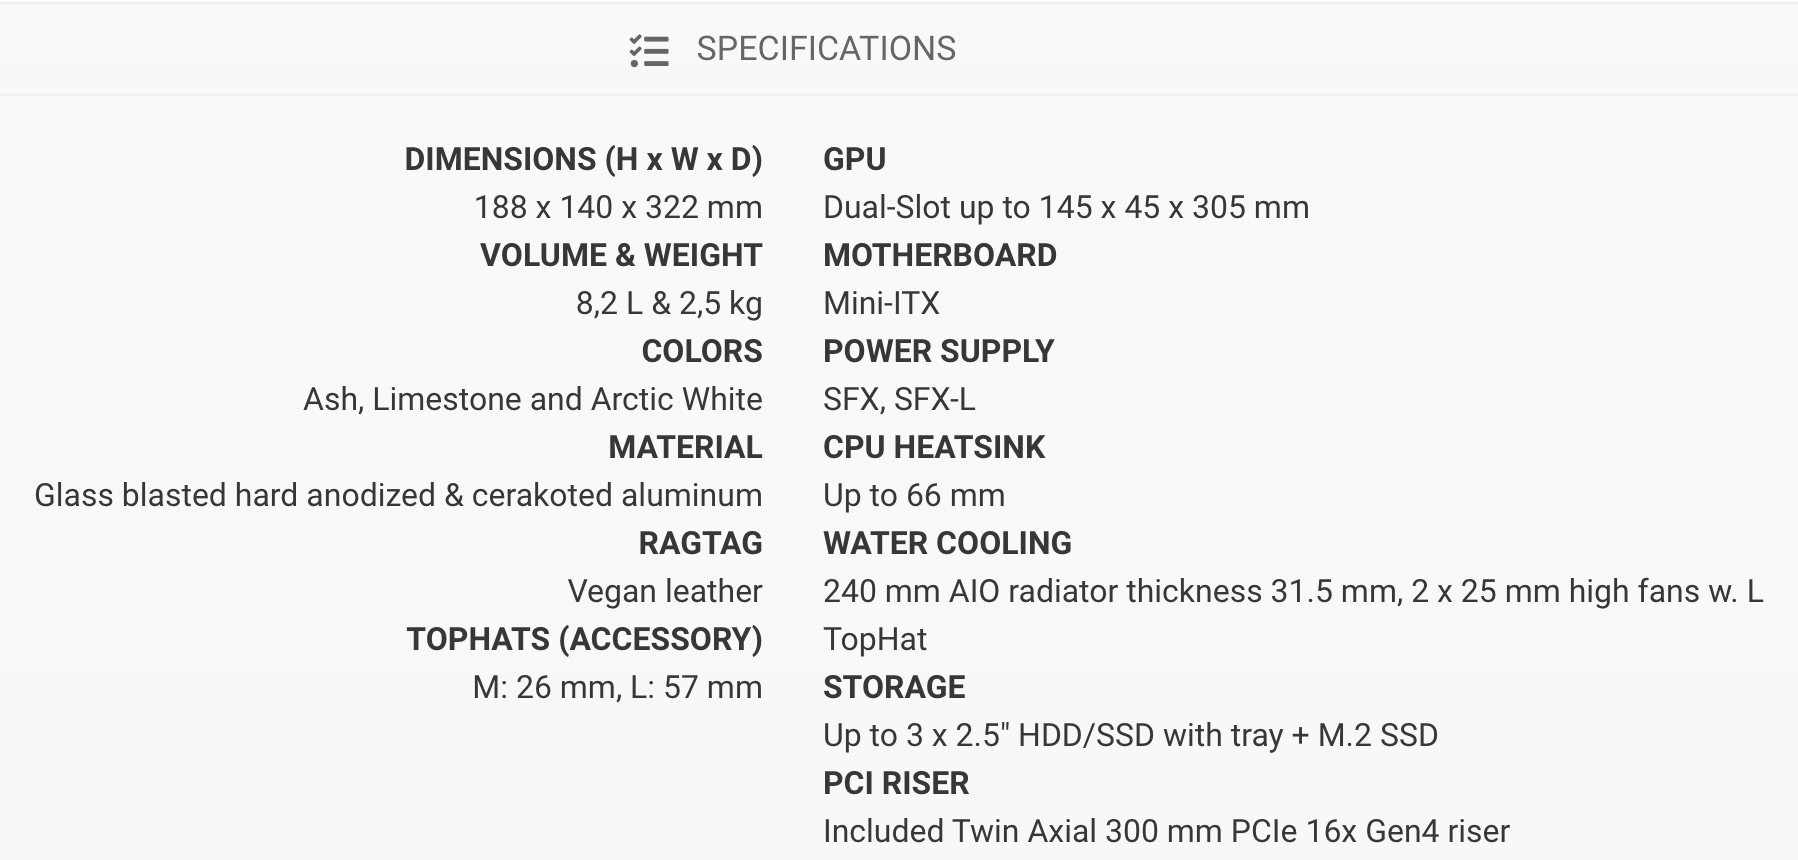 SPECIFICATIONS
DIMENSIONS (H x W x D)
188 x 140 x 322 mm
VOLUME & WEIGHT
8,2 L & 2,5 kg
COLORS
Ash, Limestone and Arctic White
MATERIAL
Glass blasted hard anodized & cerakoted aluminum
RAGTAG
Vegan leather
TOPHATS (ACCESSORY)
M: 26 mm, L: 57 mm
GPU
Dual-Slot up to 145 x 45 x 305 mm
MOTHERBOARD
Mini-ITX
POWER SUPPLY
SFX, SFX-L
CPU HEATSINK
Up to 66 mm
WATER COOLING
240 mm AIO radiator thickness 31.5 mm, 2 x 25 mm high fans w. L
TopHat
STORAGE
Up to 3 x 2.5" HDD/SSD with tray + M.2 SSD
PCI RISER
Included Twin Axial 300 mm PCIe 16x Gen4 riser